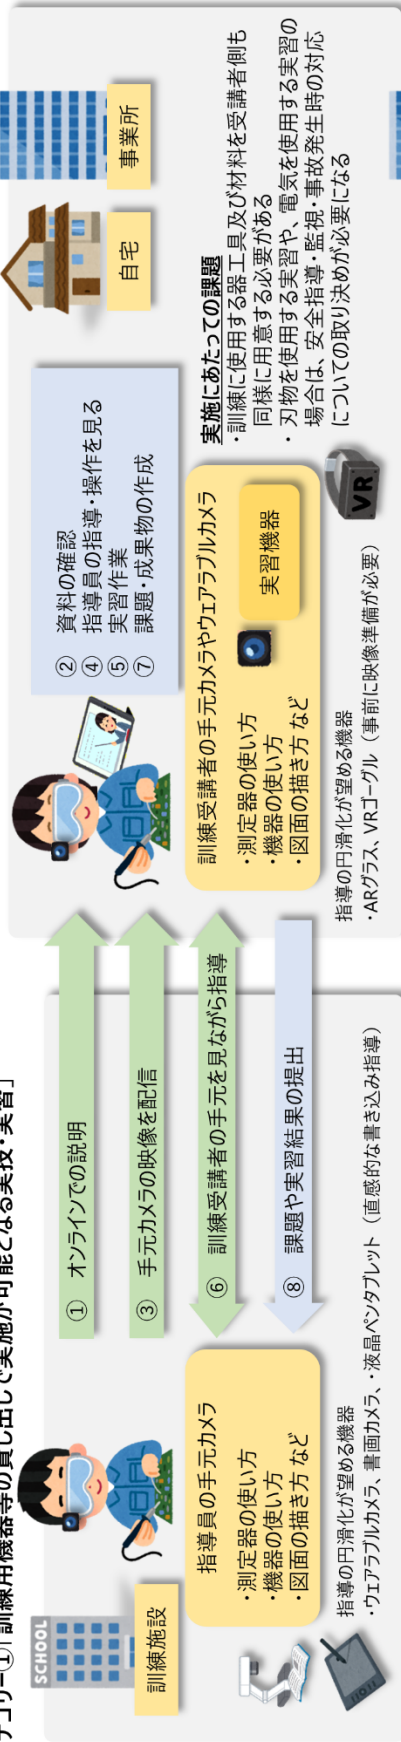 ナゴリー①「訓練用機器等の貸し出しで実施が可能となる実技・実習」
SCHOOL
訓練施設
指導員の手元カメラ
・測定器の使い方
・機器の使い方
・図面の描き方 など
指導の円滑化が望める機器
・ウェアラブルカメラ、書画カメラ、・液晶ペンタブレット（直感的な書き込み指導）
① オンラインでの説明
③ 手元カメラの映像を配信
⑥ 訓練受講者の手元を見ながら指導
⑧ 課題や実習結果の提出
② 資料の確認
④ 指導員の指導・操作を見る
⑤ 実習作業
⑦ 課題・成果物の作成
訓練受講者の手元カメラやウェアラブルカメラ
・測定器の使い方
・機器の使い方
・図面の描き方 など
実習機器
指導の円滑化が望める機器
・ARグラス、VRゴーグル（事前に映像準備が必要）
VR
自宅
事業所
実施にあたっての課題
・訓練に使用する器工具及び材料を受講者側も
同様に用意する必要がある
・刃物を使用する実習や、電気を使用する実習の
場合は、安全指導・監視・事故発生時の対応
についての取り決めが必要になる